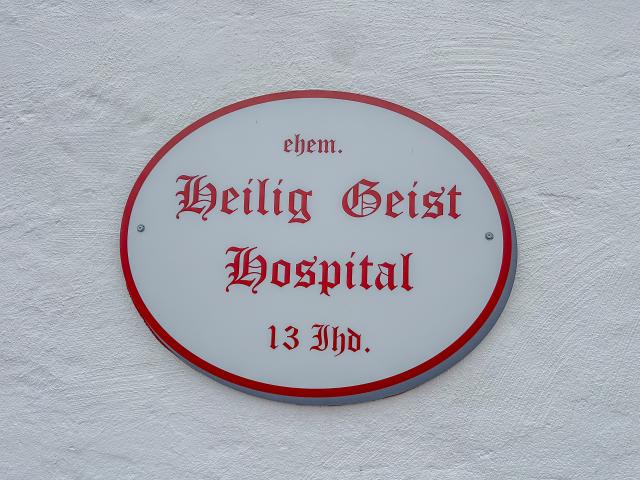 ehem.
Heilig Geist
Hospital
13 Jhd.